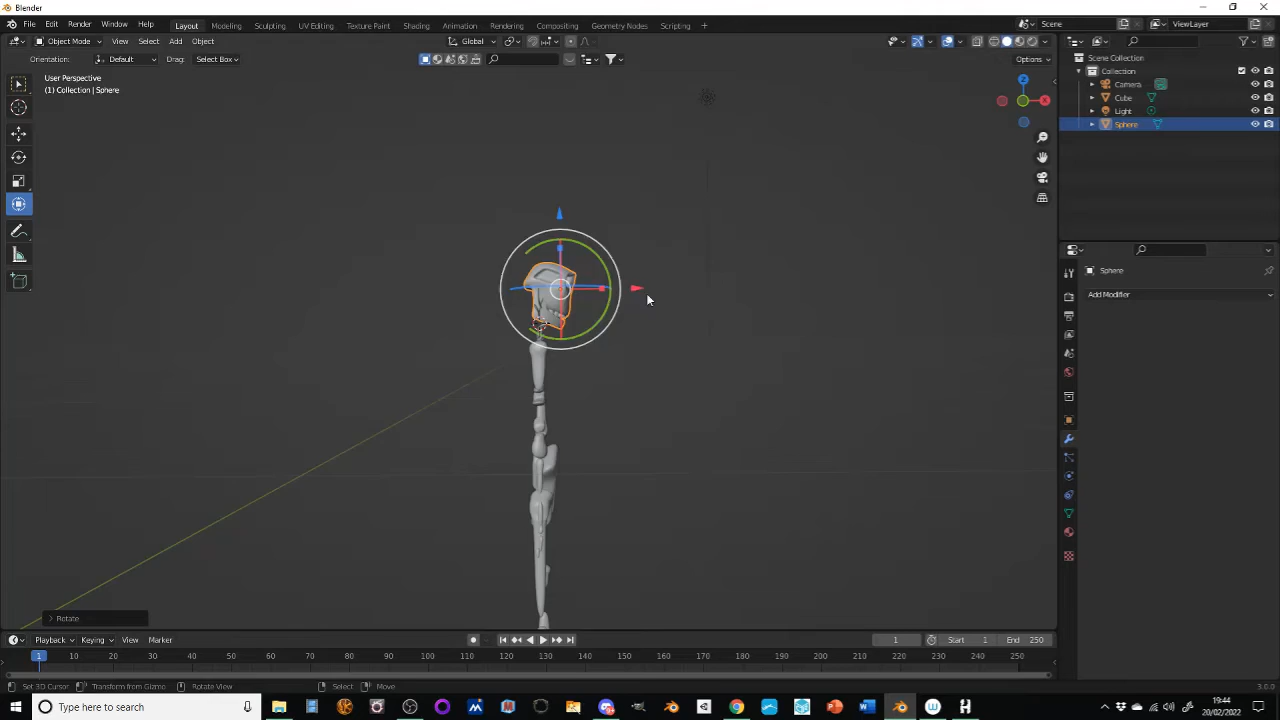 Blender
File Edit Render Window Help Layout Modeling Sculpting UV Editing Texture Paint Shading Animation Rendering Compositing Geometry Nodes Scripting + Scene ViewLayer
Object Mode View Select Add Object Global
Orientation: Default Drag: Select Box Options
User Perspective
(1) Collection | Sphere
Z
X
Scene Collection
Collection
Camera
Cube
Light
Sphere
Sphere
Add Modifier
Rotate
Playback Keying View Marker 1 Start 1 End 250
1 10 20 30 40 50 60 70 80 90 100 110 120 130 140 150 160 170 180 190 200 210 220 230 240 250
Set 3D Cursor Transform from Gizmo Rotate View Select Move 3.0.0
Type here to search
19:44
20/02/2022